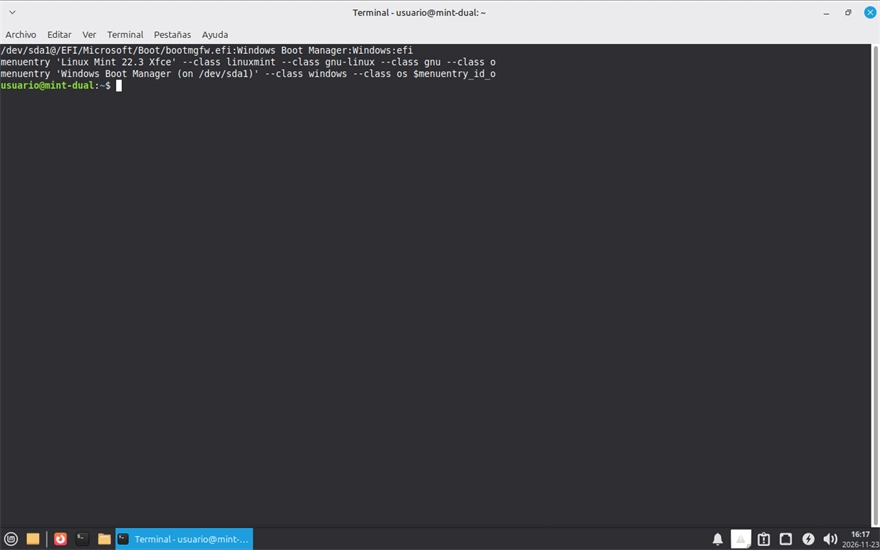 Terminal - usuario@mint-dual: ~
Archivo Editar Ver Terminal Pestañas Ayuda
/dev/sda1@/EFI/Microsoft/Boot/bootmgfw.efi:Windows Boot Manager:Windows:efi
menuentry 'Linux Mint 22.3 Xfce' --class linuxmint --class gnu-linux --class gnu --class o
menuentry 'Windows Boot Manager (on /dev/sda1)' --class windows --class os $menuentry_id_o
usuario@mint-dual:~$
Terminal - usuario@mint-...
16:17
2026-11-23